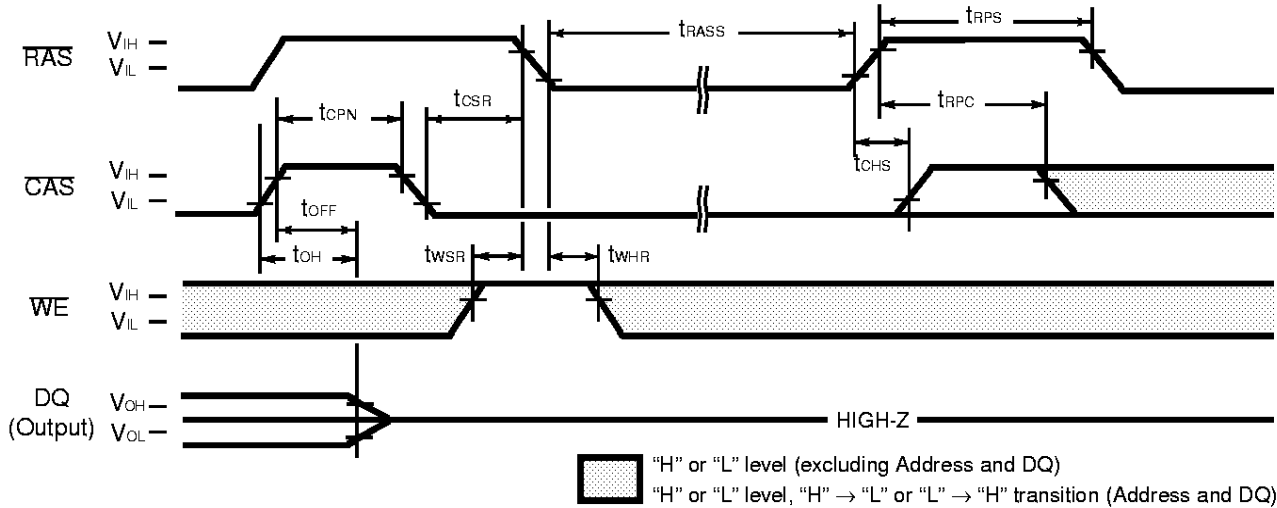 RAS VIH VIL tRASS tRPS
tCPN tCSR tRPC
tCHS
CAS VIH VIL
tOFF
tOH tWSR tWHR
WE VIH VIL
DQ
(Output) VOH VOL
HIGH-Z
“H” or “L” level (excluding Address and DQ)
“H” or “L” level, “H” → “L” or “L” → “H” transition (Address and DQ)